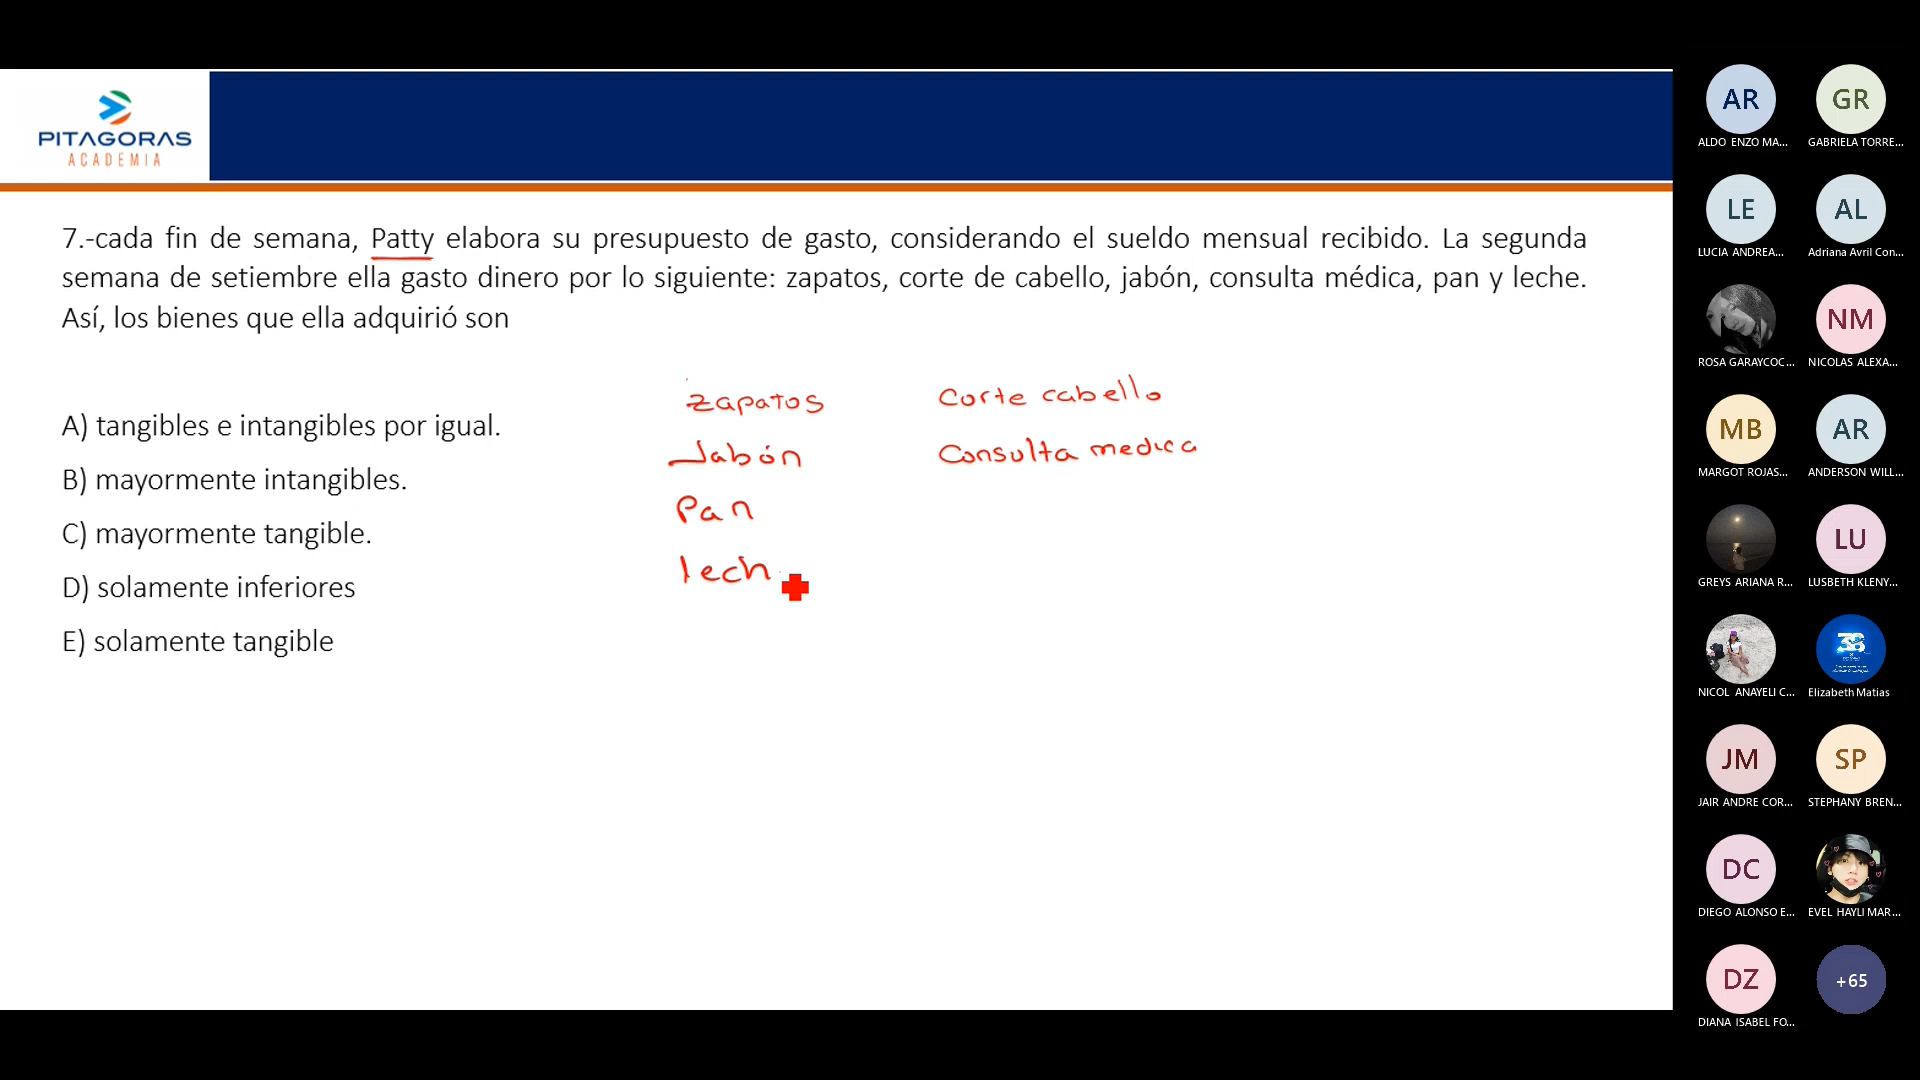 PITAGORAS
ACADEMIA
7.-cada fin de semana, Patty elabora su presupuesto de gasto, considerando el sueldo mensual recibido. La segunda
semana de setiembre ella gasto dinero por lo siguiente: zapatos, corte de cabello, jabón, consulta médica, pan y leche.
Así, los bienes que ella adquirió son
A) tangibles e intangibles por igual.
B) mayormente intangibles.
C) mayormente tangible.
D) solamente inferiores
E) solamente tangible
zapatos
Jabón
Pan
lech
Corte cabello
Consulta medica
AR
ALDO ENZO MA...
GR
GABRIELA TORRE...
LE
LUCIA ANDREA...
AL
Adriana Avril Con...
ROSA GARAYCOC...
NM
NICOLAS ALEXA...
MB
MARGOT ROJAS...
AR
ANDERSON WILL...
GREYS ARIANA R...
LU
LUSBETH KLENY...
NICOL ANAYELI C...
38
Elizabeth Matias
JM
JAIR ANDRE COR...
SP
STEPHANY BREN...
DC
DIEGO ALONSO E...
EVEL HAYLI MAR...
DZ
DIANA ISABEL FO...
+65